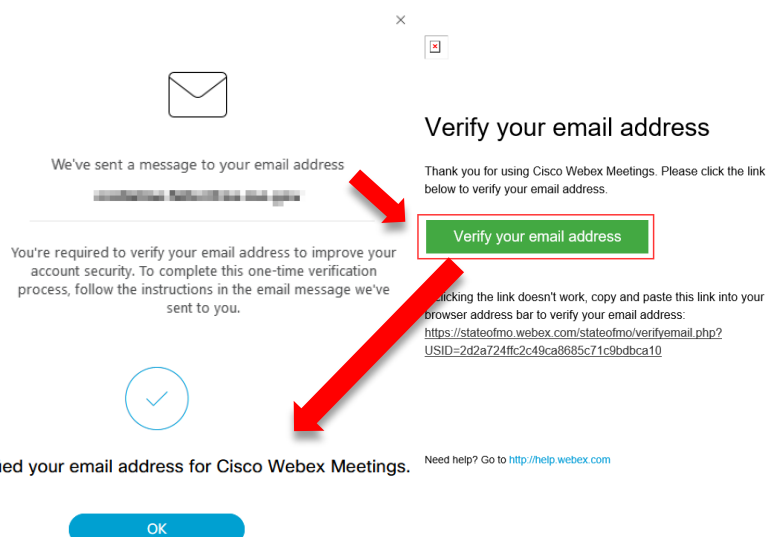 We've sent a message to your email address
You're required to verify your email address to improve your
account security. To complete this one-time verification
process, follow the instructions in the email message we've
sent to you.
your email address for Cisco Webex Meetings.
OK
Verify your email address
Thank you for using Cisco Webex Meetings. Please click the link
below to verify your email address.
Verify your email address
clicking the link doesn't work, copy and paste this link into your
browser address bar to verify your email address:
https://stateofmo.webex.com/stateofmo/verifyemail.php?
USID=2d2a724ffc2c49ca8685c71c9bdbca10
Need help? Go to http://help.webex.com